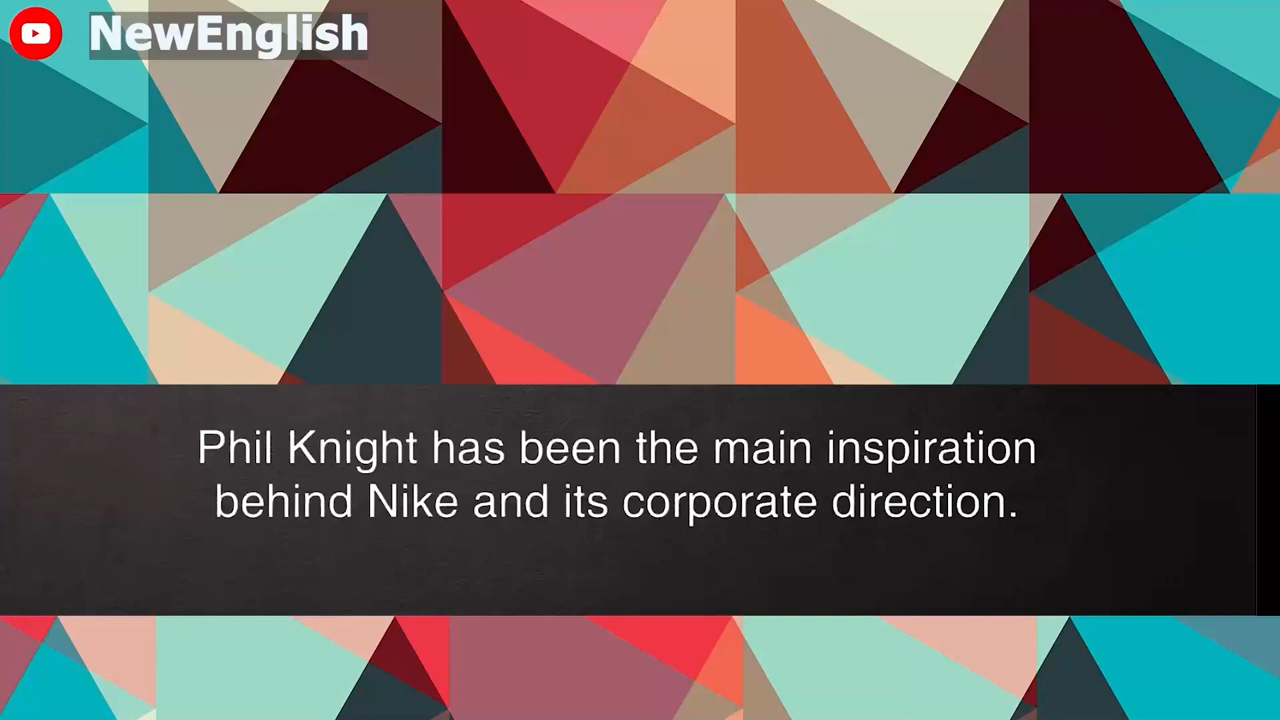 NewEnglish
Phil Knight has been the main inspiration
behind Nike and its corporate direction.